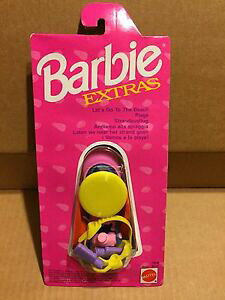 Barbie
EXTRAS
Let's Go To The Beach
Plage
Strandausflug
Andiamo alla spiaggia
Laten we naar het strand gaan
¡ Vamos a la playa!
MATTEL